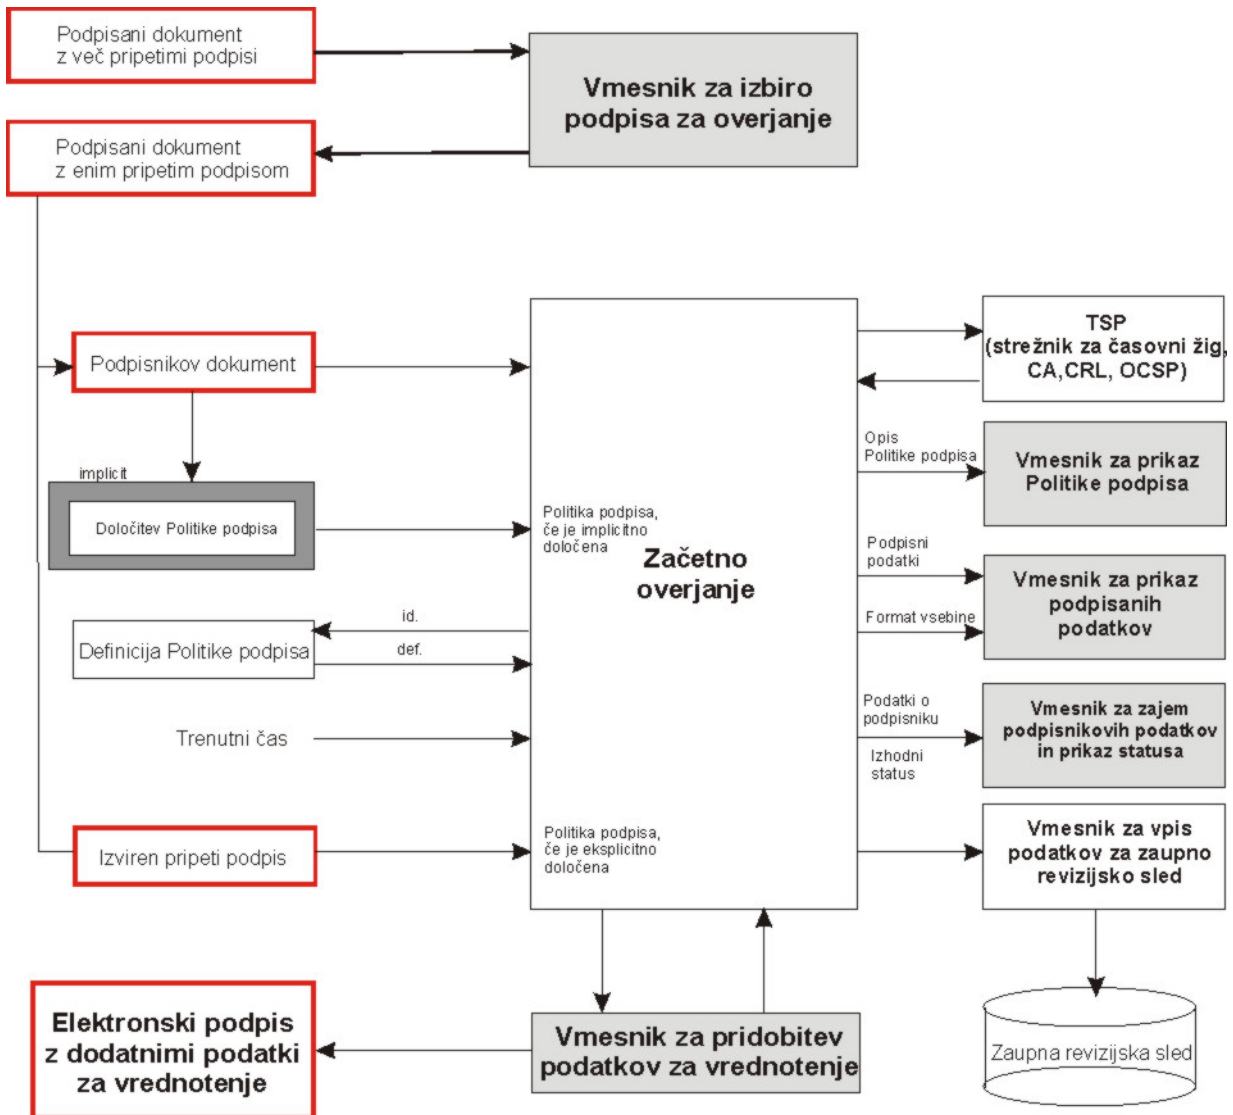 Podpisani dokument
z več pripetimi podpisi
Vmesnik za izbiro
podpisa za overjanje
Podpisani dokument
z enim pripetim podpisom
TSP
(strežnik za časovni žig,
CA,CRL, OCSP)
Podpisnikov dokument
Opis
Politike podpisa
Vmesnik za prikaz
Politike podpisa
implicit
Določitev Politike podpisa
Politika podpisa,
če je implicitno
določena
Začetno
overjanje
Podpisni
podatki
Format vsebine
Vmesnik za prikaz
podpisanih
podatkov
id.
def.
Definicija Politike podpisa
Trenutni čas
Podatki o
podpisniku
Izhodni
status
Vmesnik za zajem
podpisnikovih podatkov
in prikaz statusa
Izviren pripeti podpis
Politika podpisa,
če je eksplicitno
določena
Vmesnik za vpis
podatkov za zaupno
revizijsko sled
Elektronski podpis
z dodatnimi podatki
za vrednotenje
Vmesnik za pridobitev
podatkov za vrednotenje
Zaupna revizijska sled